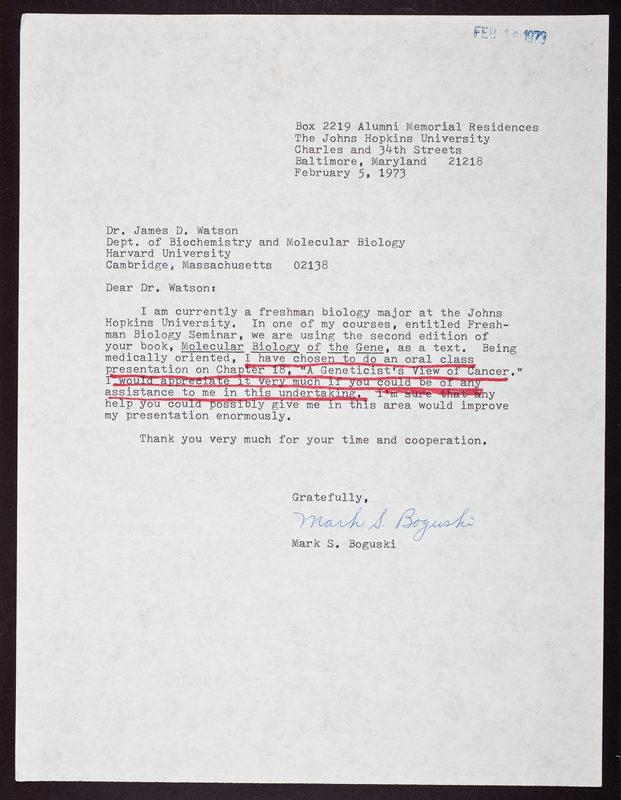 FEB 1 1973
Box 2219 Alumni Memorial Residences
The Johns Hopkins University
Charles and 34th Streets
Baltimore, Maryland 21218
February 5, 1973
Dr. James D. Watson
Dept. of Biochemistry and Molecular Biology
Harvard University
Cambridge, Massachusetts 02138
Dear Dr. Watson:
I am currently a freshman biology major at the Johns
Hopkins University. In one of my courses, entitled Fresh-
man Biology Seminar, we are using the second edition of
your book, Molecular Biology of the Gene, as a text. Being
medically oriented, I have chosen to do an oral class
presentation on Chapter 18, "A Geneticist's View of Cancer."
I would appreciate it very much if you could be of any
assistance to me in this undertaking. I'm sure that any
help you could possibly give me in this area would improve
my presentation enormously.
Thank you very much for your time and cooperation.
Gratefully,
Mark S. Boguski
Mark S. Boguski